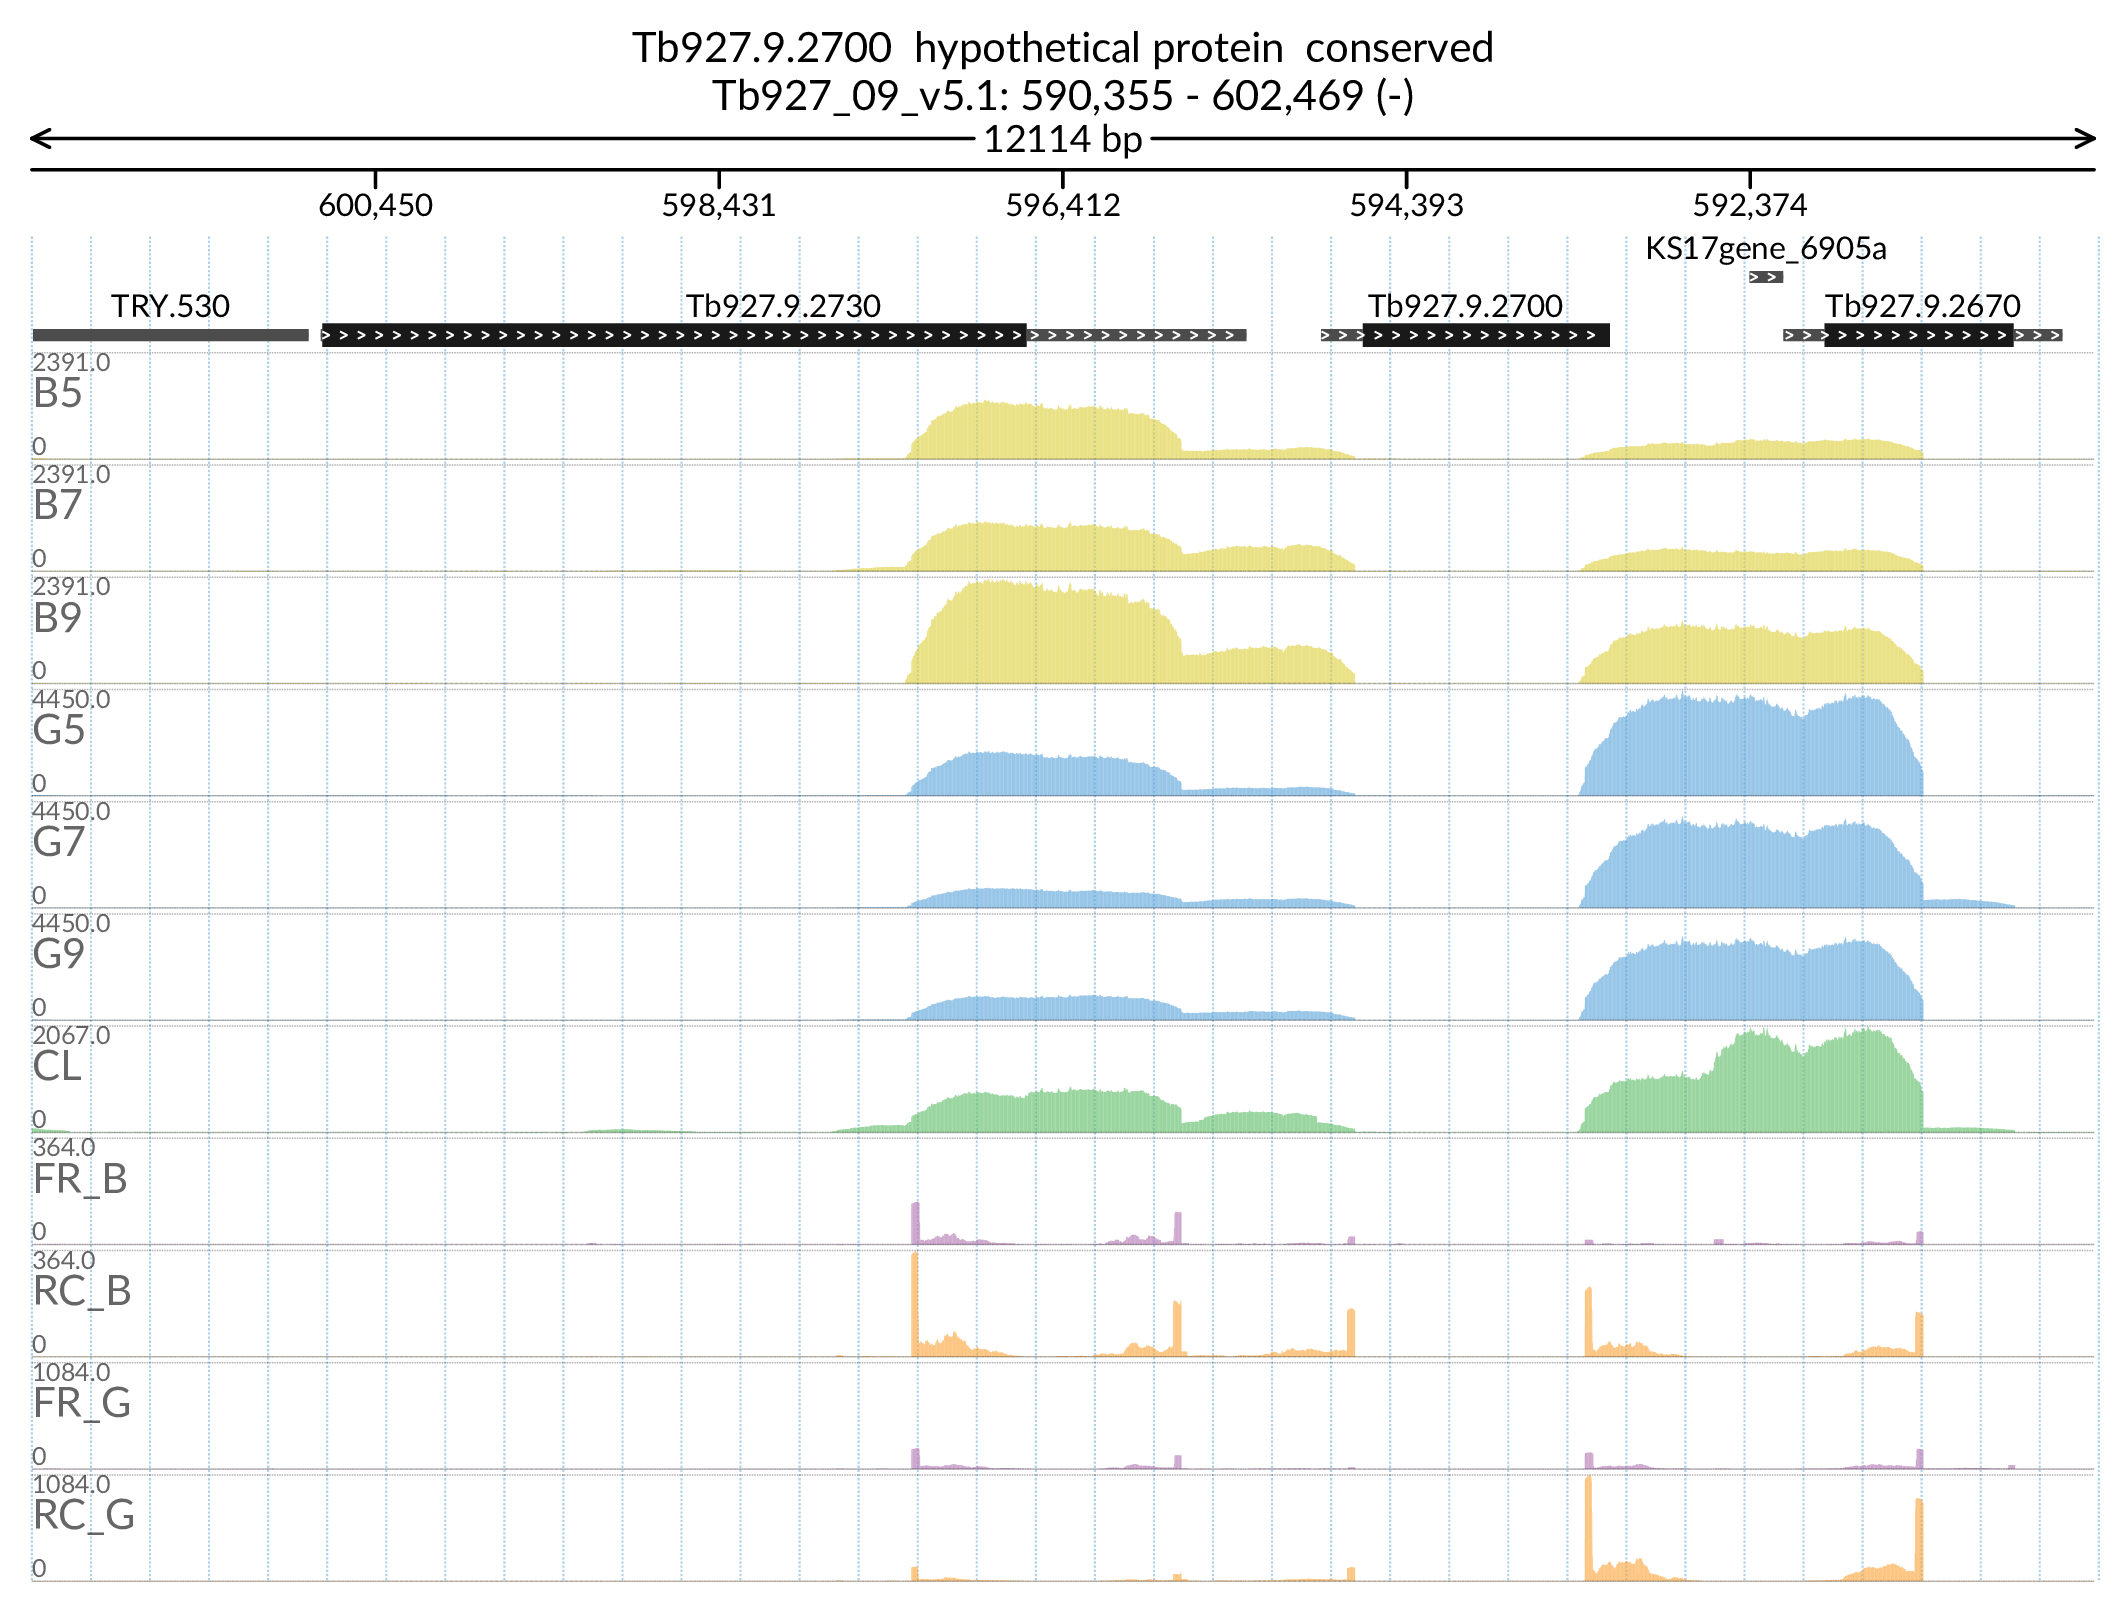 Tb927.9.2700  hypothetical protein  conserved
Tb927_09_v5.1: 590,355 - 602,469 (-)
12114 bp
600,450 598,431 596,412 594,393 592,374
KS17gene_6905a
TRY.530 Tb927.9.2730 Tb927.9.2700 Tb927.9.2670
2391.0
B5
0
2391.0
B7
0
2391.0
B9
0
4450.0
G5
0
4450.0
G7
0
4450.0
G9
0
2067.0
CL
0
364.0
FR_B
0
364.0
RC_B
0
1084.0
FR_G
0
1084.0
RC_G
0